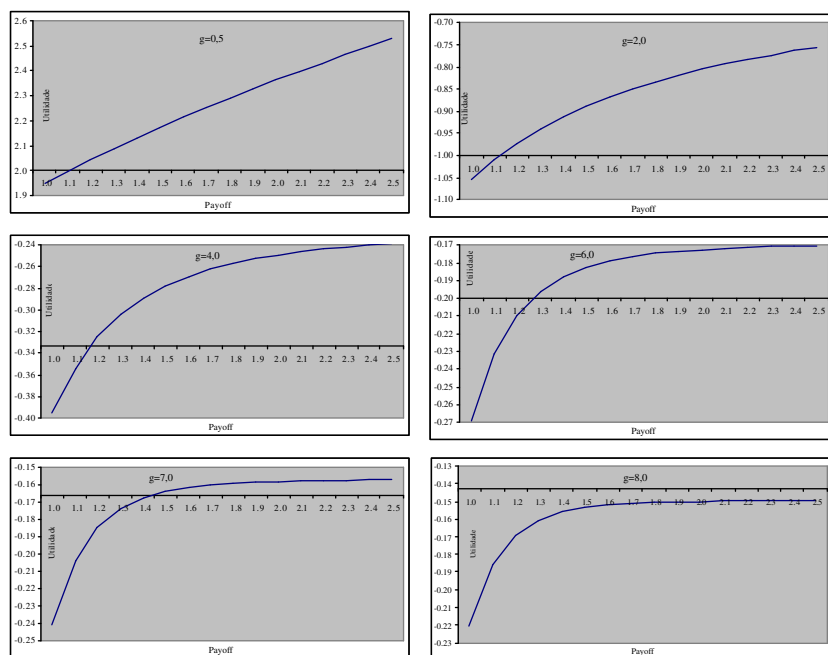 2.6
2.5
2.4
2.3
2.2
2.1
2.0
1.9
g=0,5
Utilidade
1.0 1.1 1.2 1.3 1.4 1.5 1.6 1.7 1.8 1.9 2.0 2.1 2.2 2.3 2.4 2.5
Payoff
-0.70
-0.75
-0.80
-0.85
-0.90
-0.95
-1.00
-1.05
-1.10
g=2,0
Utilidade
1.0 1.1 1.2 1.3 1.4 1.5 1.6 1.7 1.8 1.9 2.0 2.1 2.2 2.3 2.4 2.5
Payoff
-0.24
-0.26
-0.28
-0.30
-0.32
-0.34
-0.36
-0.38
-0.40
g=4,0
Utilidade
1.0 1.1 1.2 1.3 1.4 1.5 1.6 1.7 1.8 1.9 2.0 2.1 2.2 2.3 2.4 2.5
Payoff
-0.17
-0.18
-0.19
-0.20
-0.21
-0.22
-0.23
-0.24
-0.25
-0.26
-0.27
g=6,0
Utilidade
1.0 1.1 1.2 1.3 1.4 1.5 1.6 1.7 1.8 1.9 2.0 2.1 2.2 2.3 2.4 2.5
Payoff
-0.15
-0.16
-0.17
-0.18
-0.19
-0.20
-0.21
-0.22
-0.23
-0.24
-0.25
g=7,0
Utilidade
1.0 1.1 1.2 1.3 1.4 1.5 1.6 1.7 1.8 1.9 2.0 2.1 2.2 2.3 2.4 2.5
Payoff
-0.13
-0.14
-0.15
-0.16
-0.17
-0.18
-0.19
-0.20
-0.21
-0.22
-0.23
g=8,0
Utilidade
1.0 1.1 1.2 1.3 1.4 1.5 1.6 1.7 1.8 1.9 2.0 2.1 2.2 2.3 2.4 2.5
Payoff